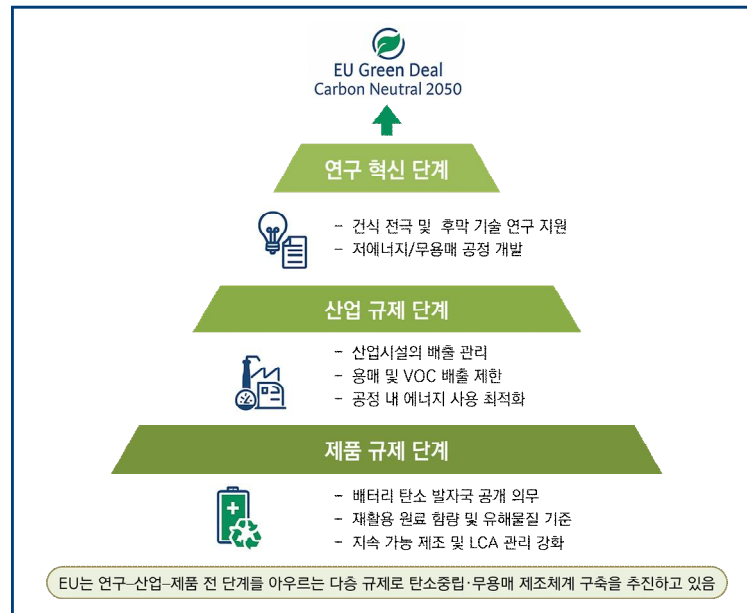 EU Green Deal
Carbon Neutral 2050
연구 혁신 단계
– 건식 전극 및 후막 기술 연구 지원
– 저에너지/무용매 공정 개발
산업 규제 단계
– 산업시설의 배출 관리
– 용매 및 VOC 배출 제한
– 공정 내 에너지 사용 최적화
제품 규제 단계
– 배터리 탄소 발자국 공개 의무
– 재활용 원료 함량 및 유해물질 기준
– 지속 가능 제조 및 LCA 관리 강화
EU는 연구–산업–제품 전 단계를 아우르는 다층 규제로 탄소중립·무용매 제조체계 구축을 추진하고 있음